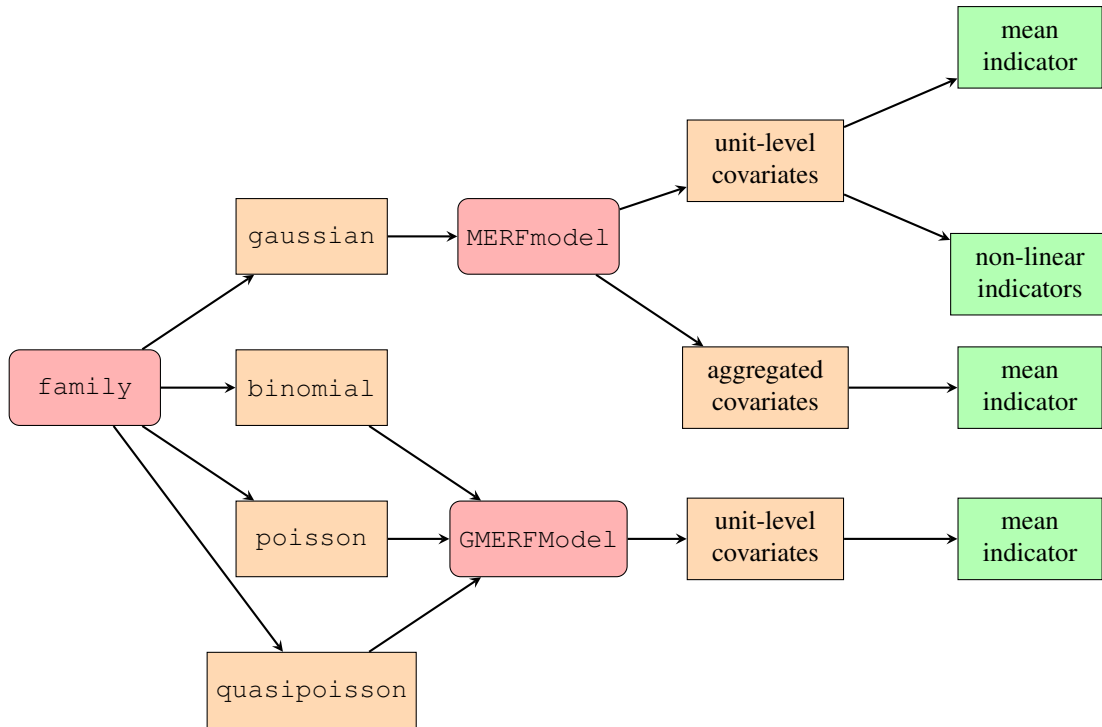 mean
indicator
unit-level
covariates
gaussian
MERFmodel
non-linear
indicators
family
binomial
aggregated
covariates
mean
indicator
poisson
GMERFModel
unit-level
covariates
mean
indicator
quasipoisson